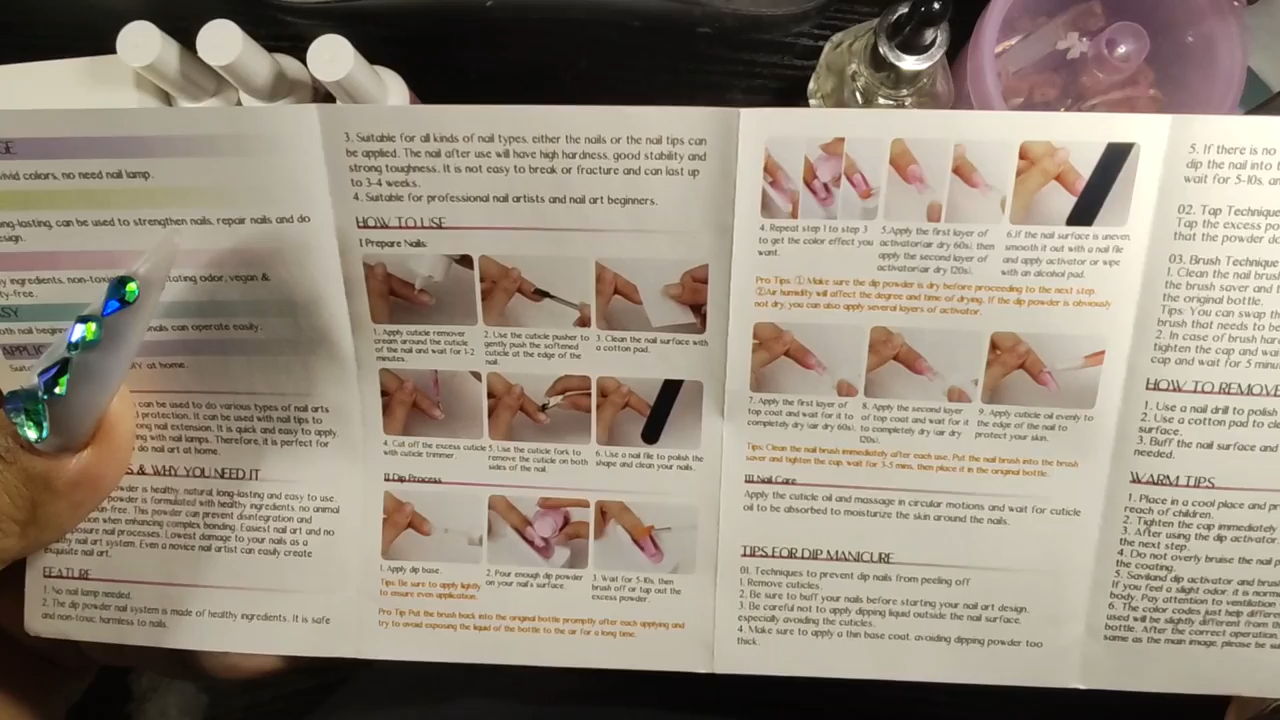 vivid colors, no need nail lamp.
long-lasting, can be used to strengthen nails, repair nails and do
ingredients, non-toxic
odor, vegan &
can operate easily.
DIY at home.
can be used to do various types of nail arts
protection. It can be used with nail tips to
nail extension. It is quick and easy to apply.
with nail lamps. Therefore, it is perfect for
do nail art at home.
& WHY YOU NEED IT
powder is healthy, natural, long-lasting and easy to use.
powder is formulated with healthy ingredients, no animal
This powder can prevent disintegration and
when enhancing complex bonding. Easiest nail art and no
nail processes. Lowest damage to your nails as a
nail art system. Even a novice nail artist can easily create
exquisite nail art.
FEATURE
1. No nail lamp needed.
2. The dip powder nail system is made of healthy ingredients. It is safe
and non-toxic, harmless to nails.
3. Suitable for all kinds of nail types, either the nails or the nail tips can
be applied. The nail after use will have high hardness, good stability and
strong toughness. It is not easy to break or fracture and can last up
to 3-4 weeks.
4. Suitable for professional nail artists and nail art beginners.
HOW TO USE
I Prepare Nails:
1. Apply cuticle remover
cream around the cuticle
of the nail and wait for 1-2
minutes.
2. Use the cuticle pusher to
gently push the softened
cuticle at the edge of the
nail.
3. Clean the nail surface with
a cotton pad.
4. Cut off the excess cuticle
with cuticle trimmer.
5. Use the cuticle fork to
remove the cuticle on both
sides of the nail.
6. Use a nail file to polish the
shape and clean your nails.
II Dip Process
1. Apply dip base.
Tips: Be sure to apply lightly
to ensure even application.
2. Pour enough dip powder
on your nail's surface.
3. Wait for 5-10s, then
brush off or tap out the
excess powder.
Pro Tip: Put the brush back into the original bottle promptly after each applying and
try to avoid exposing the liquid of the bottle to the air for a long time.
4. Repeat step 1 to step 3
to get the color effect you
want.
5.Apply the first layer of
activator(air dry 60s), then
apply the second layer of
activator(air dry 120s).
6.If the nail surface is uneven,
smooth it out with a nail file
and apply activator or wipe
with an alcohol pad.
Pro Tips: ①Make sure the dip powder is dry before proceeding to the next step.
②Air humidity will affect the degree and time of drying. If the dip powder is obviously
not dry, you can also apply several layers of activator.
7. Apply the first layer of
top coat and wait for it to
completely dry (air dry 60s).
8. Apply the second layer
of top coat and wait for it
to completely dry (air dry
120s).
9. Apply cuticle oil evenly to
the edge of the nail to
protect your skin.
Tips: Clean the nail brush immediately after each use. Put the nail brush into the brush
saver and tighten the cup, wait for 3-5 mins, then place it in the original bottle.
III Nail Care
Apply the cuticle oil and massage in circular motions and wait for cuticle
oil to be absorbed to moisturize the skin around the nails.
TIPS FOR DIP MANICURE
01. Techniques to prevent dip nails from peeling off
1. Remove cuticles.
2. Be sure to buff your nails before starting your nail art design.
3. Be careful not to apply dipping liquid outside the nail surface,
especially avoiding the cuticles.
4. Make sure to apply a thin base coat, avoiding dipping powder too
thick.
5. If there is no
dip the nail into
wait for 5-10s, an
02. Tap Technique
Tap the excess po
that the powder do
03. Brush Technique
1. Clean the nail brus
the brush saver and
the original bottle.
Tips: You can swap th
brush that needs to b
2. In case of brush har
tighten the cap and wa
cap and wait for 5 minu
HOW TO REMOV
1. Use a nail drill to polish
2. Use a cotton pad to cle
surface.
3. Buff the nail surface and
needed.
WARM TIPS
1. Place in a cool place and pr
reach of children.
2. Tighten the cap immediately
3. After using the dip activator,
the next step.
4. Do not overly bruise the nail p
the coating.
5. Saviland dip activator and brus
If you feel a slight odor, it is norm
body. Pay attention to ventilation
6. The color codes just help differe
used will be slightly different from th
bottle. After the correct operation,
same as the main image, please be su